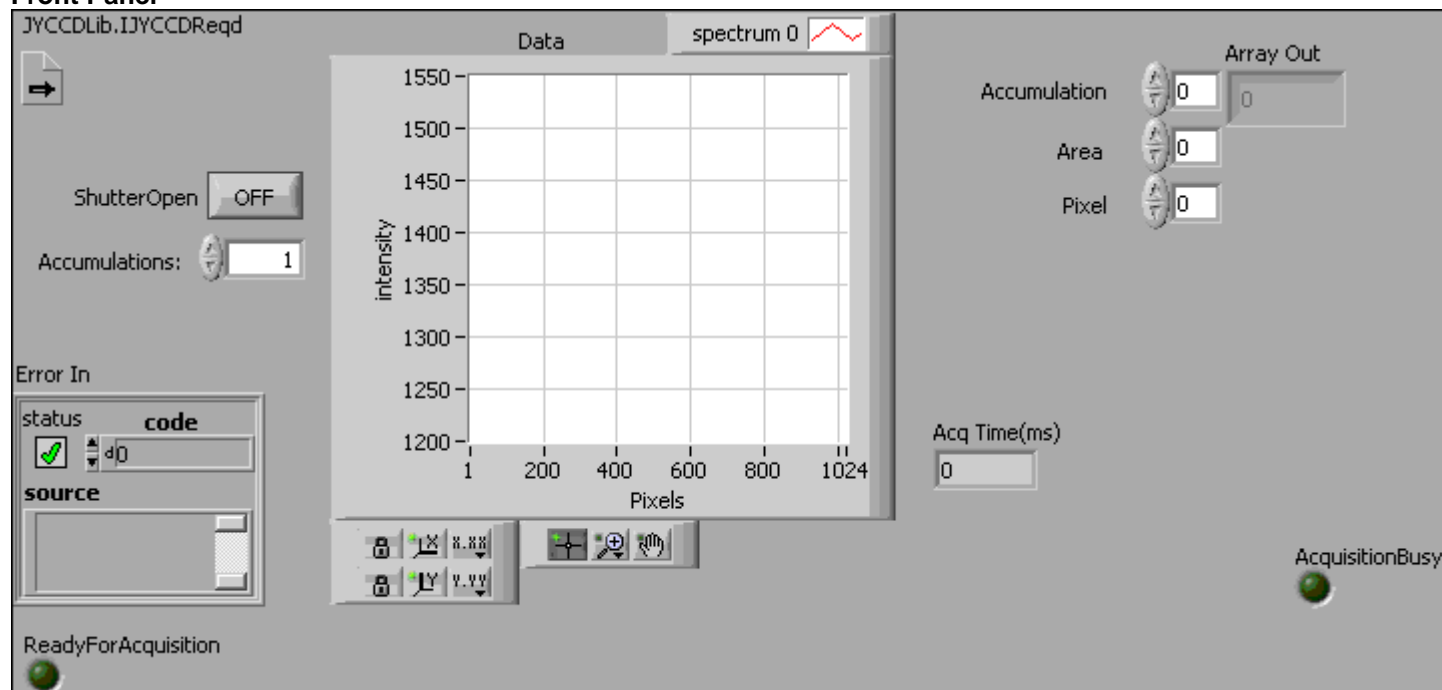 Front Panel
JYCCDLib.IJYCCDReqd
Data
spectrum 0
1550
1500
1450
1400
1350
1300
1250
1200
intensity
1
200
400
600
800
1024
Pixels
ShutterOpen
OFF
Accumulations:
1
Error In
status
code
d0
source
ReadyForAcquisition
X.XX
Y.YY
Accumulation
0
Array Out
0
Area
0
Pixel
0
Acq Time(ms)
0
AcquisitionBusy